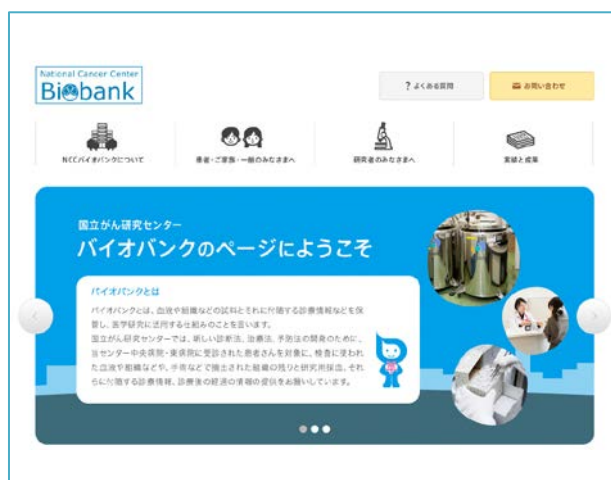 National Cancer Center
Biobank
? よくある質問
お問い合わせ
NCCバイオバンクについて
患者・ご家族・一般のみなさまへ
研究者のみなさまへ
実績と成果
国立がん研究センター
バイオバンクのページにようこそ
バイオバンクとは
バイオバンクとは、血液や組織などの試料とそれに付随する診療情報などを保
管し、医学研究に活用する仕組みのことを言います。
国立がん研究センターでは、新しい診断法、治療法、予防法の開発のために、
当センター中央病院・東病院に受診された患者さんを対象に、検査に使われ
た血液や組織などや、手術などで摘出された組織の残りと研究用採血、それ
らに付随する診療情報、診療後の経過の情報の提供をお願いしています。